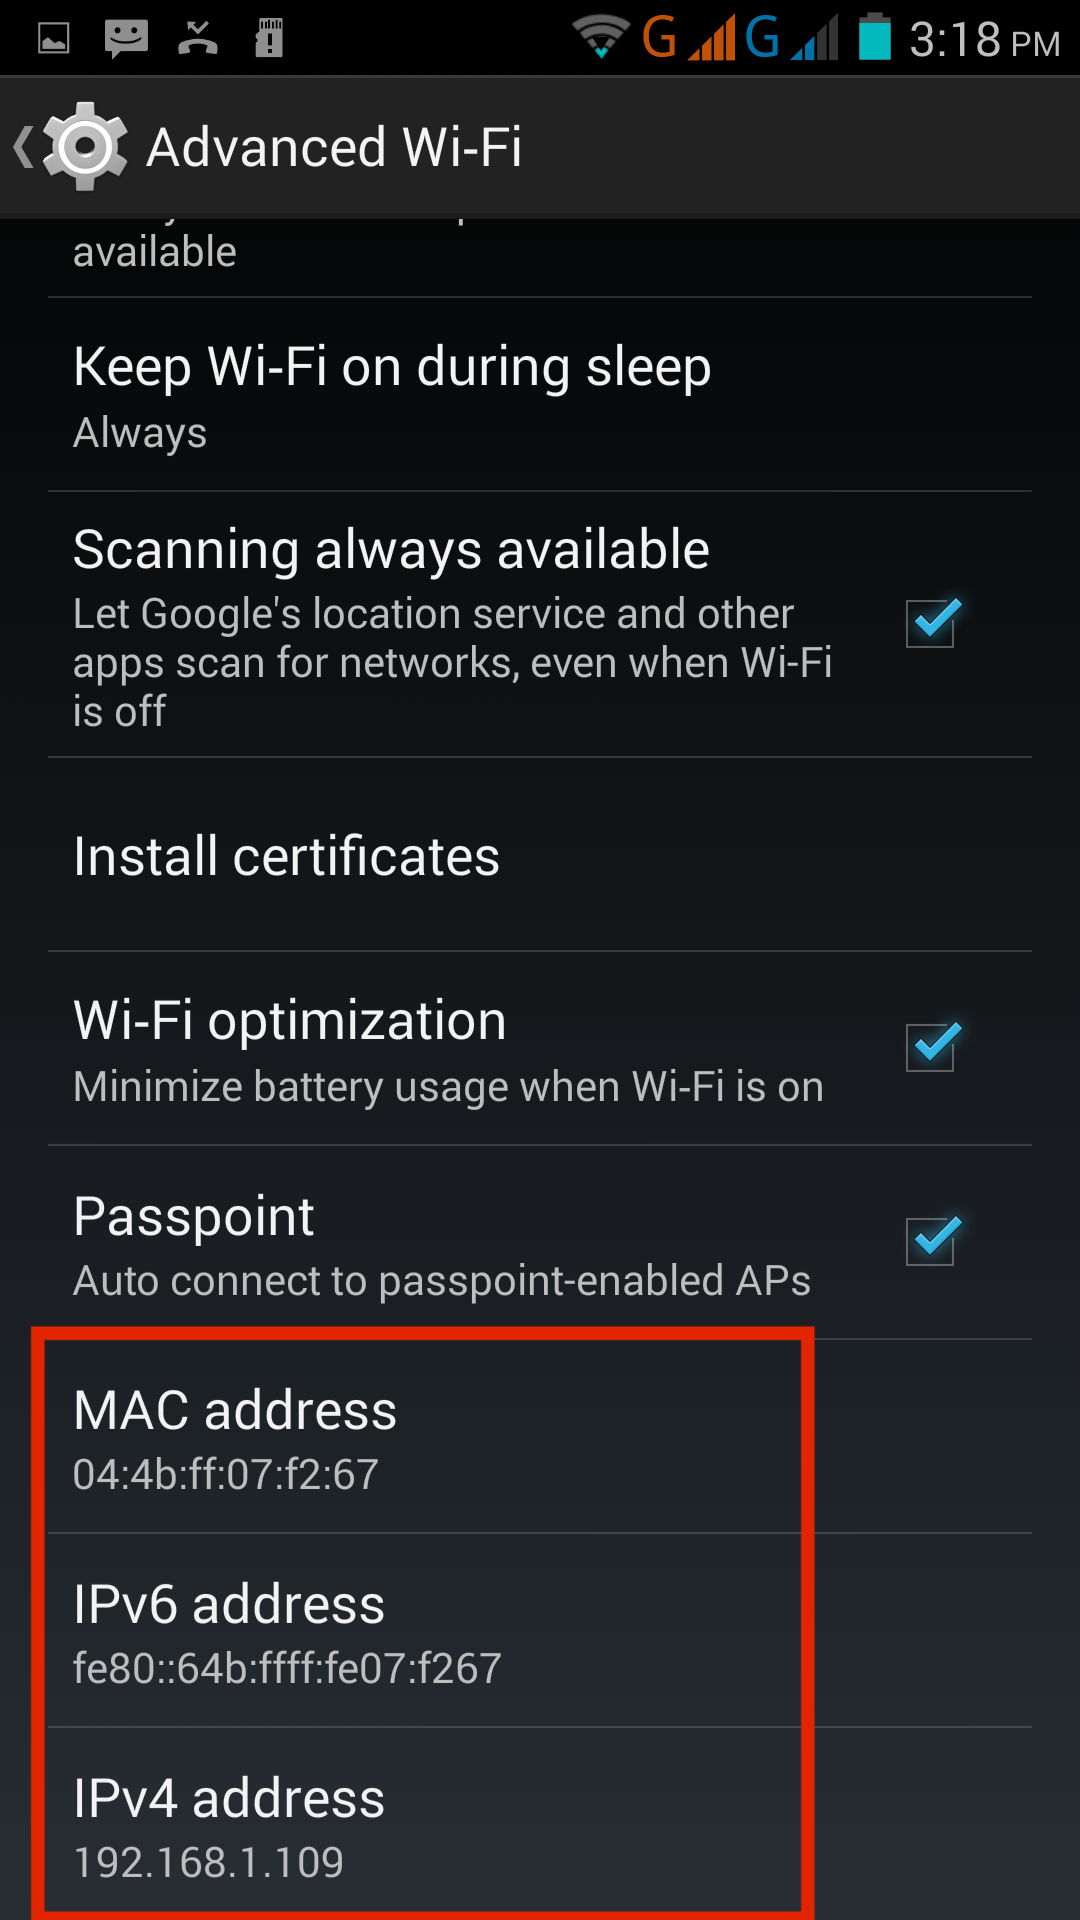 G G 3:18 PM
Advanced Wi-Fi
available
Keep Wi-Fi on during sleep
Always
Scanning always available
Let Google's location service and other
apps scan for networks, even when Wi-Fi
is off
Install certificates
Wi-Fi optimization
Minimize battery usage when Wi-Fi is on
Passpoint
Auto connect to passpoint-enabled APs
MAC address
04:4b:ff:07:f2:67
IPv6 address
fe80::64b:ffff:fe07:f267
IPv4 address
192.168.1.109